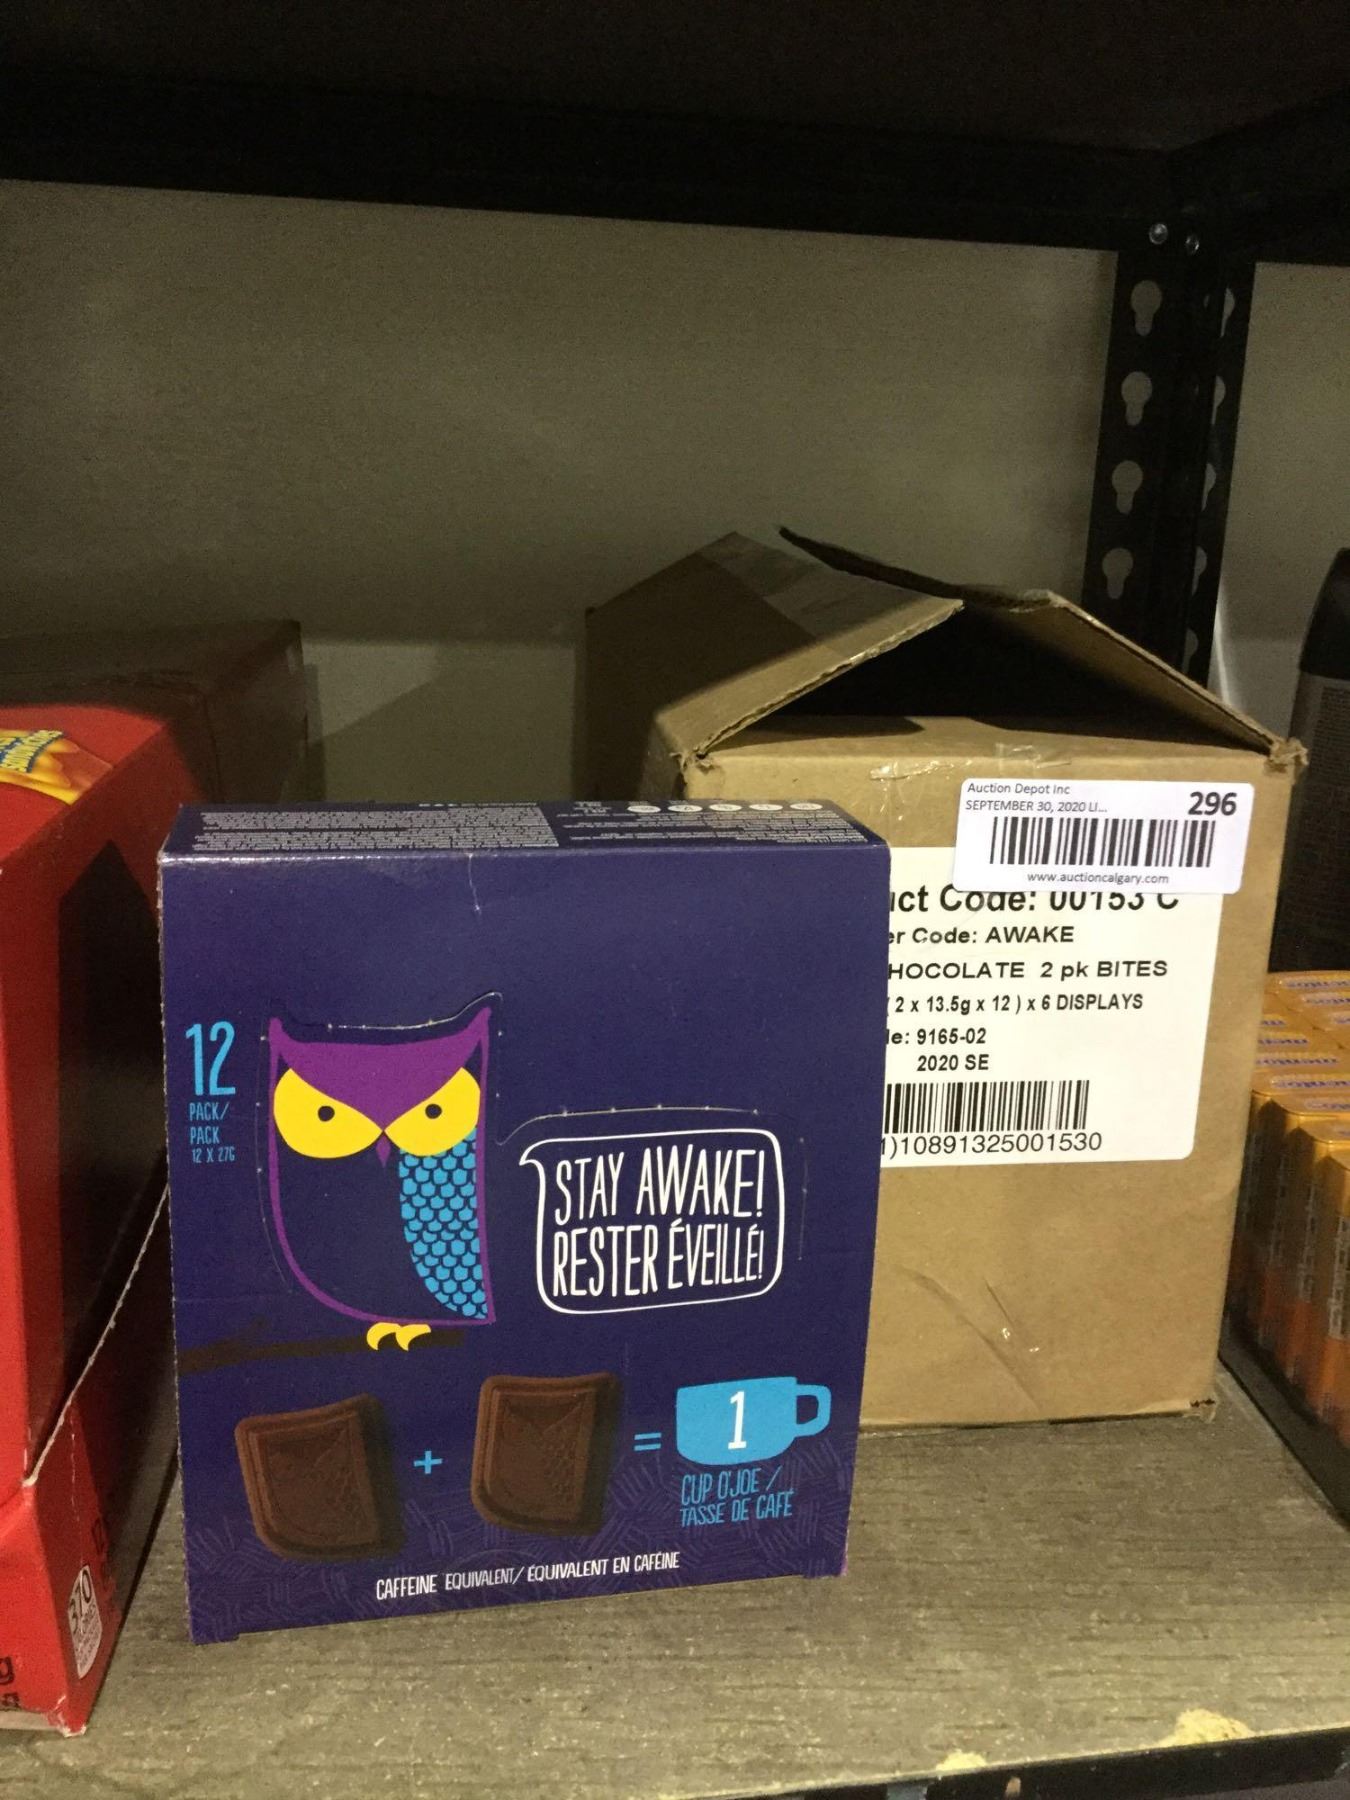 12
PACK/
PACK
12 X 27G
STAY AWAKE!
RESTER ÉVEILLÉ!
+
=
1
CUP O'JOE /
TASSE DE CAFÉ
CAFFEINE EQUIVALENT/ ÉQUIVALENT EN CAFÉINE
Auction Depot Inc
SEPTEMBER 30, 2020 LI...
296
www.auctioncalgary.com
uct Code: 00153 C
er Code: AWAKE
HOCOLATE 2 pk BITES
( 2 x 13.5g x 12 ) x 6 DISPLAYS
le: 9165-02
2020 SE
1)10891325001530
370